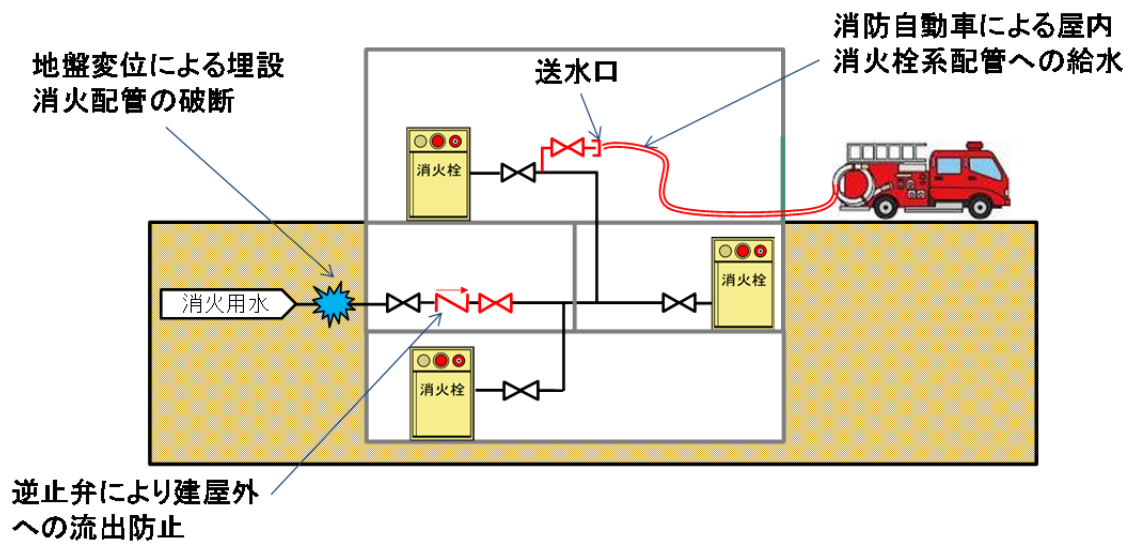 消防自動車による屋内
消火栓系配管への給水
地盤変位による埋設
消火配管の破断
送水口
消火栓
消火栓
消火用水
消火栓
逆止弁により建屋外
への流出防止